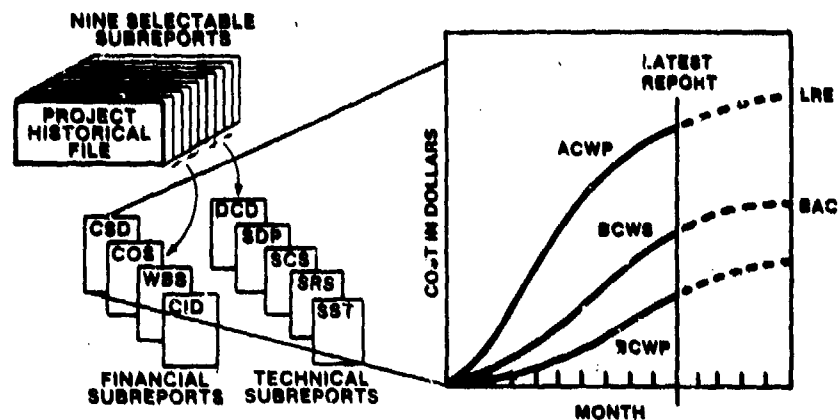 NINE SELECTABLE
SUBREPORTS
PROJECT
HISTORICAL
FILE
CSD
COS
WBS
CID
DCD
SDP
SCS
SRS
SST
FINANCIAL
SUBREPORTS
TECHNICAL
SUBREPORTS
COST IN DOLLARS
LATEST
REPORT
ACWP
BCWS
BCWP
LRE
BAC
MONTH